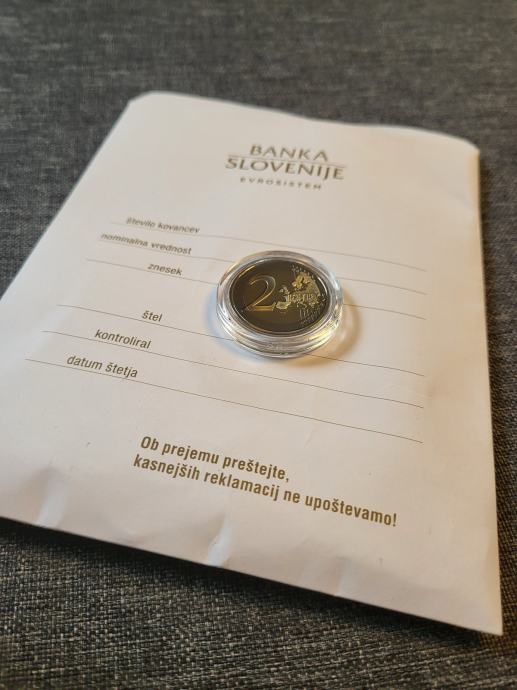 BANKA
SLOVENIJE
EVROSISTEM
število kovancev
nominalna vrednost
znesek
2
štel
kontroliral
datum štetja
Ob prejemu preštejte,
kasnejših reklamacij ne upoštevamo!